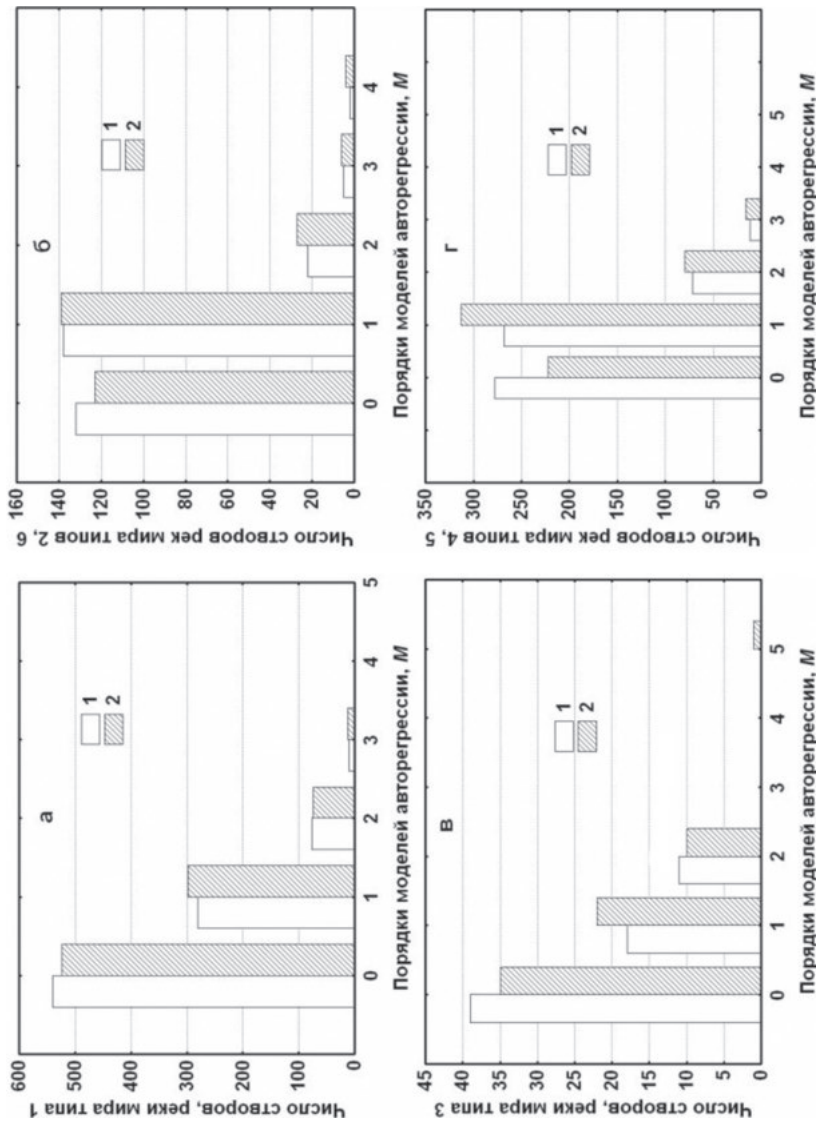 а
Число створов, реки мира типа 1
600
500
400
300
200
100
0
1
2
0 1 2 3 4 5
Порядки моделей авторегрессии, M
б
Число створов рек мира типов 2, 6
160
140
120
100
80
60
40
20
0
1
2
0 1 2 3 4
Порядки моделей авторегрессии, M
в
Число створов, реки мира типа 3
45
40
35
30
25
20
15
10
5
0
1
2
0 1 2 3 4 5
Порядки моделей авторегрессии, M
г
Число створов рек мира типов 4, 5
350
300
250
200
150
100
50
0
1
2
0 1 2 3 4 5 6
Порядки моделей авторегрессии, M